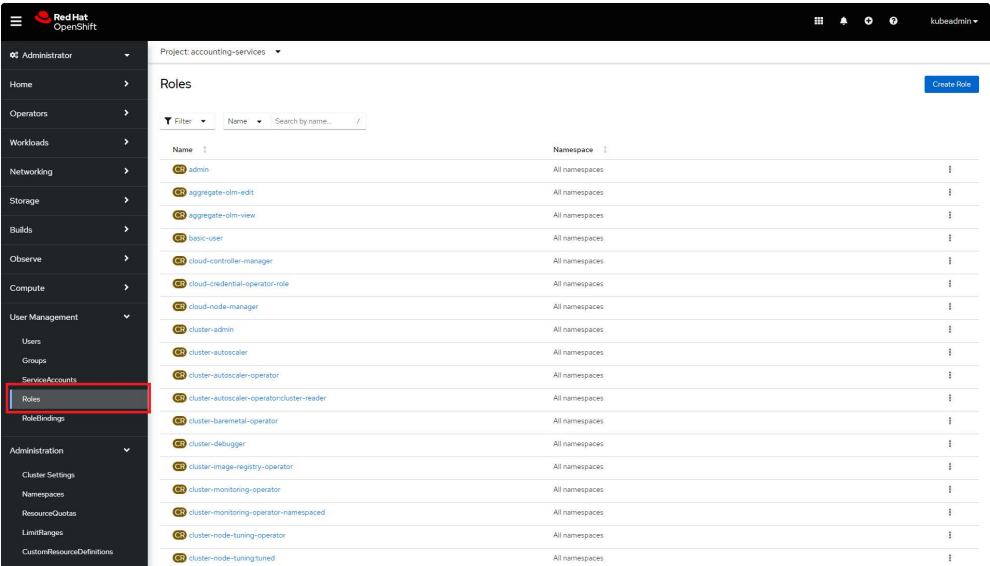 Red Hat
OpenShift
kubeadmin
Administrator
Home
Operators
Workloads
Networking
Storage
Builds
Observe
Compute
User Management
Users
Groups
ServiceAccounts
Roles
RoleBindings
Administration
Cluster Settings
Namespaces
ResourceQuotas
LimitRanges
CustomResourceDefinitions
Project: accounting-services
Roles
Create Role
Filter Name Search by name... /
Name Namespace
CR admin All namespaces
CR aggregate-olm-edit All namespaces
CR aggregate-olm-view All namespaces
CR basic-user All namespaces
CR cloud-controller-manager All namespaces
CR cloud-credential-operator-role All namespaces
CR cloud-node-manager All namespaces
CR cluster-admin All namespaces
CR cluster-autoscaler All namespaces
CR cluster-autoscaler-operator All namespaces
CR cluster-autoscaler-operator:cluster-reader All namespaces
CR cluster-baremetal-operator All namespaces
CR cluster-debugger All namespaces
CR cluster-image-registry-operator All namespaces
CR cluster-monitoring-operator All namespaces
CR cluster-monitoring-operator-namespaced All namespaces
CR cluster-node-tuning-operator All namespaces
CR cluster-node-tuning:tuned All namespaces